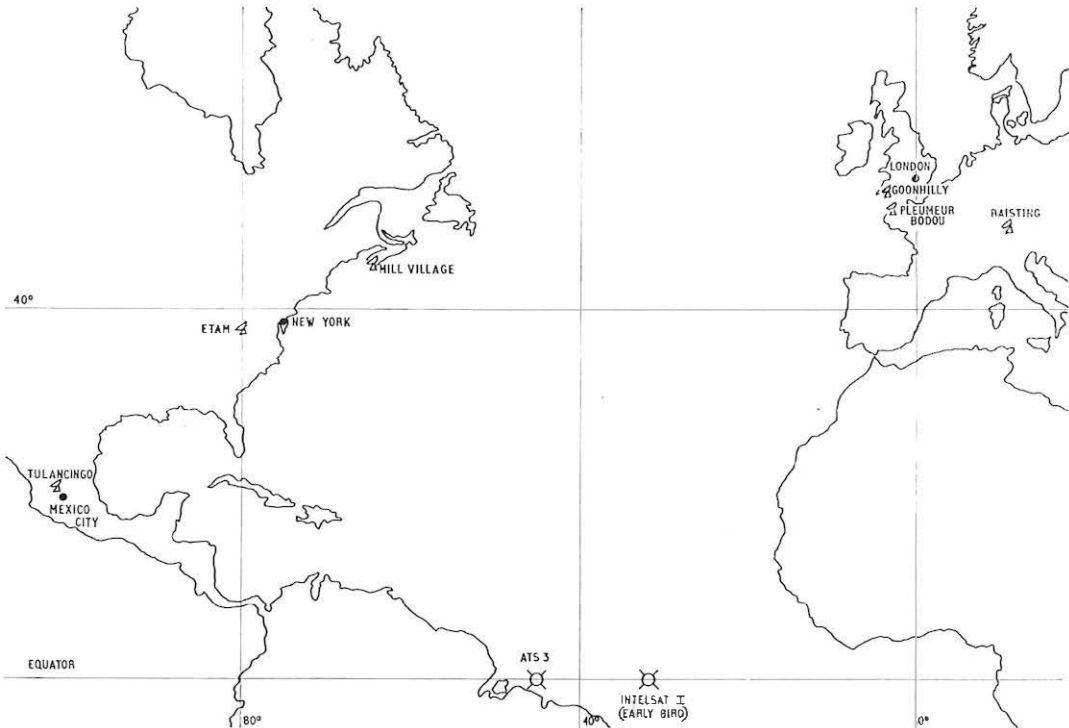 LONDON
GOONHILLY
PLEUMEUR
BODOU
RAISTING
MILL VILLAGE
40°
ETAM
NEW YORK
TULANCINGO
MEXICO
CITY
EQUATOR
ATS 3
INTELSAT I
(EARLY BIRD)
80°
40°
0°